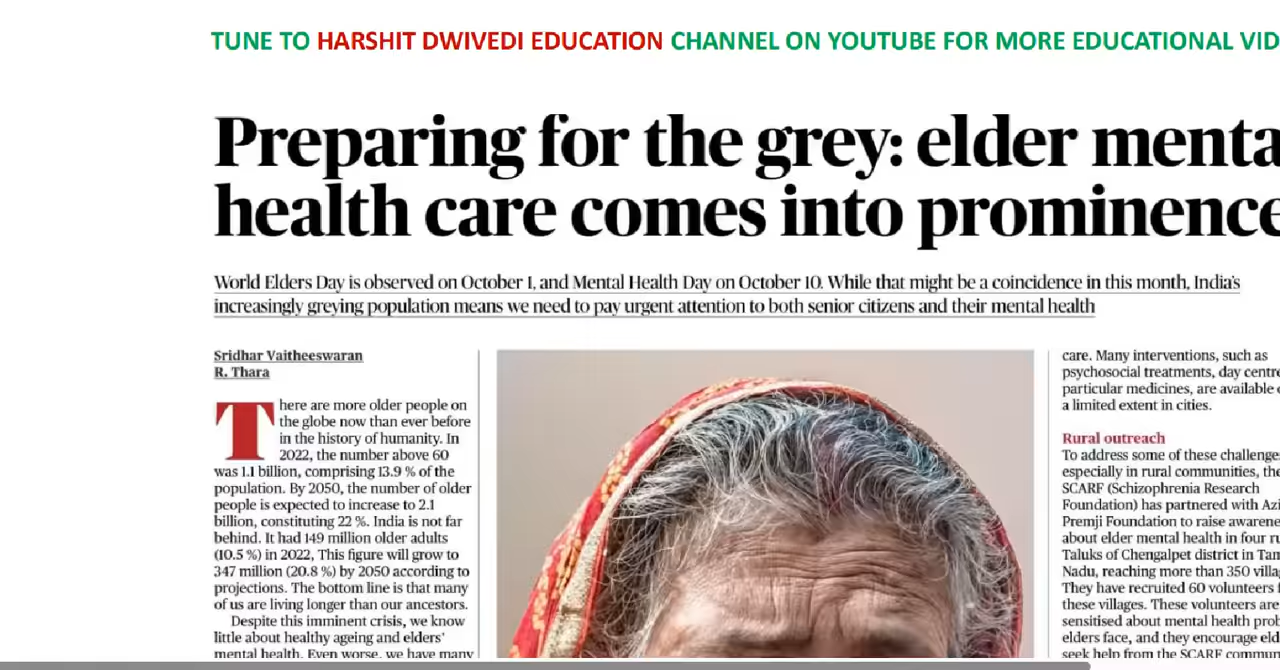 TUNE TO HARSHIT DWIVEDI EDUCATION CHANNEL ON YOUTUBE FOR MORE EDUCATIONAL VID
Preparing for the grey: elder menta
health care comes into prominence
World Elders Day is observed on October 1, and Mental Health Day on October 10. While that might be a coincidence in this month, India's
increasingly greying population means we need to pay urgent attention to both senior citizens and their mental health
Sridhar Vaitheeswaran
R. Thara
There are more older people on
the globe now than ever before
in the history of humanity. In
2022, the number above 60
was 1.1 billion, comprising 13.9 % of the
population. By 2050, the number of older
people is expected to increase to 2.1
billion, constituting 22 %. India is not far
behind. It had 149 million older adults
(10.5 %) in 2022, This figure will grow to
347 million (20.8 %) by 2050 according to
projections. The bottom line is that many
of us are living longer than our ancestors.
Despite this imminent crisis, we know
little about healthy ageing and elders'
mental health. Even worse, we have many
care. Many interventions, such as
psychosocial treatments, day centre
particular medicines, are available
a limited extent in cities.
Rural outreach
To address some of these challenge
especially in rural communities, the
SCARF (Schizophrenia Research
Foundation) has partnered with Azi
Premji Foundation to raise awarene
about elder mental health in four ru
Taluks of Chengalpet district in Tam
Nadu, reaching more than 350 villag
They have recruited 60 volunteers f
these villages. These volunteers are
sensitised about mental health prob
elders face, and they encourage eld
seek help from the SCARF commun